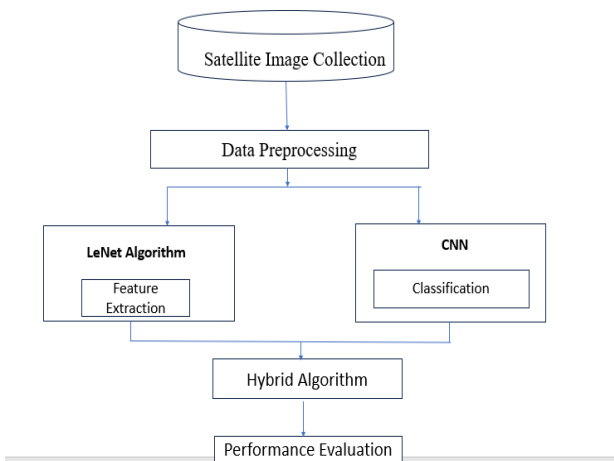 Satellite Image Collection
Data Preprocessing
LeNet Algorithm
Feature
Extraction
CNN
Classification
Hybrid Algorithm
Performance Evaluation